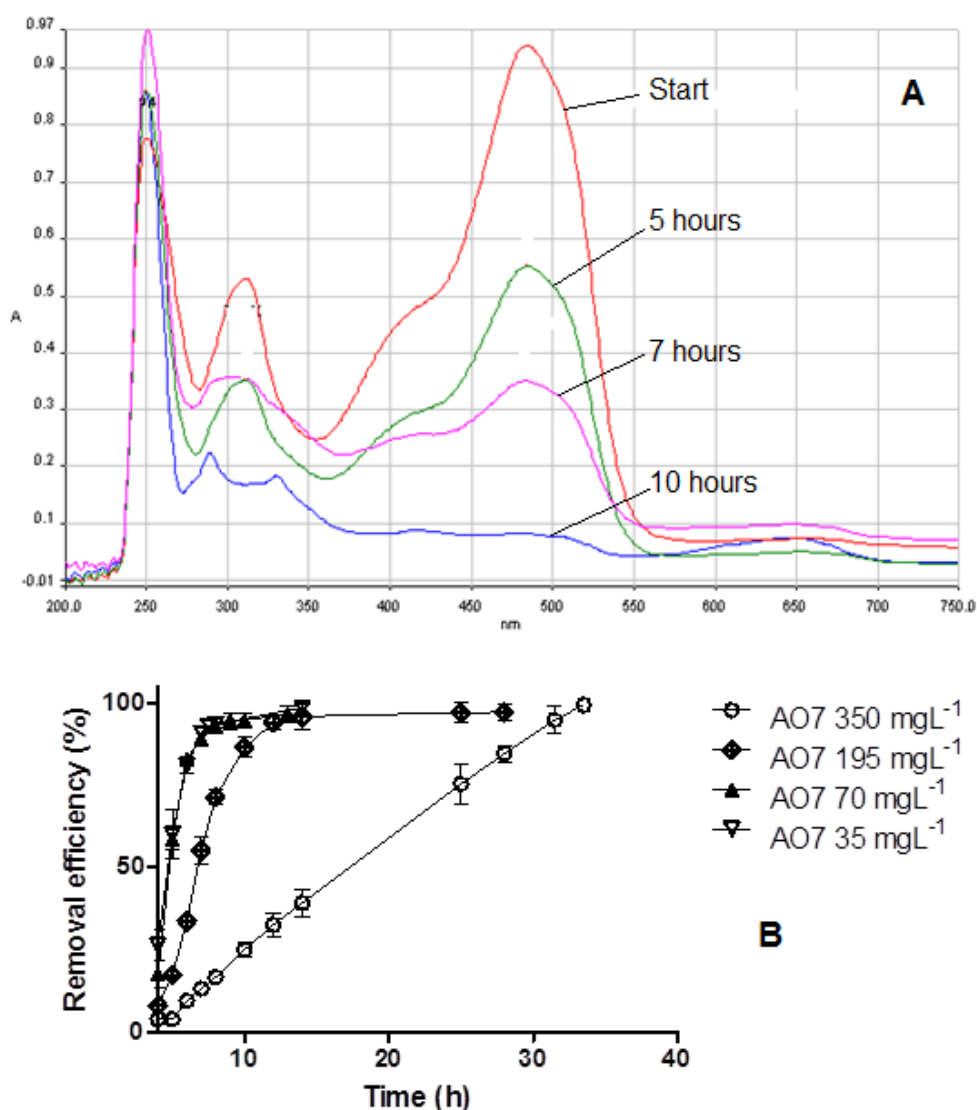 0.97
0.9
0.8
0.7
0.6
0.5
0.4
0.3
0.2
0.1
-0.01
A
200.0 250 300 350 400 450 500 550 600 650 700 750.0
nm
A
Start
5 hours
7 hours
10 hours
Removal efficiency (%)
100
50
0
10 20 30 40
Time (h)
AO7 350 mgL⁻¹
AO7 195 mgL⁻¹
AO7 70 mgL⁻¹
AO7 35 mgL⁻¹
B